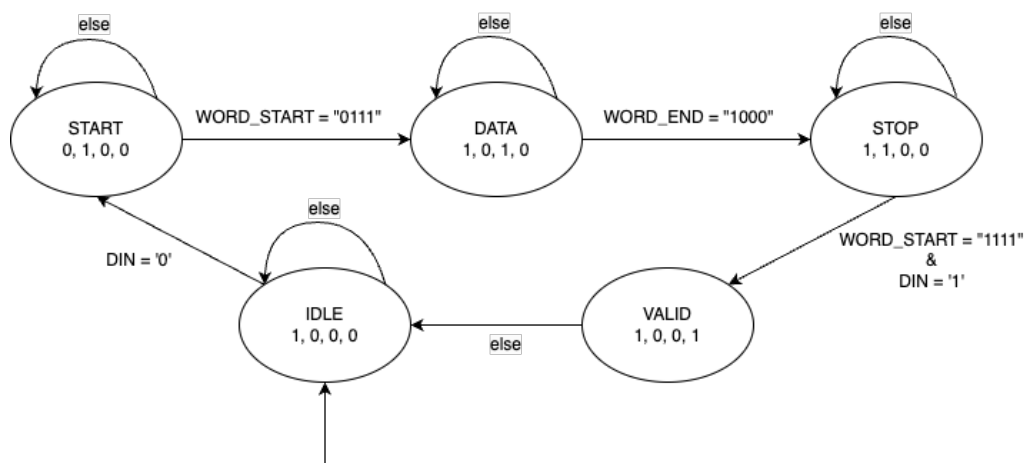 else
else
else
START
0, 1, 0, 0
WORD_START = "0111"
DATA
1, 0, 1, 0
WORD_END = "1000"
STOP
1, 1, 0, 0
else
DIN = '0'
WORD_START = "1111"
&
DIN = '1'
IDLE
1, 0, 0, 0
VALID
1, 0, 0, 1
else